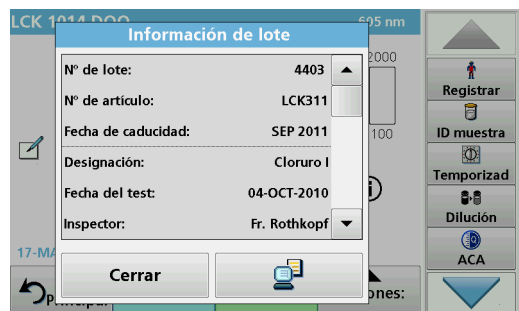 LCK 1014 DOO
605 nm
Información de lote
Nº de lote: 4403
Nº de artículo: LCK311
Fecha de caducidad: SEP 2011
Designación: Cloruro I
Fecha del test: 04-OCT-2010
Inspector: Fr. Rothkopf
Cerrar
2000
100
17-MA
ones:
Registrar
ID muestra
Temporizad
Dilución
ACA